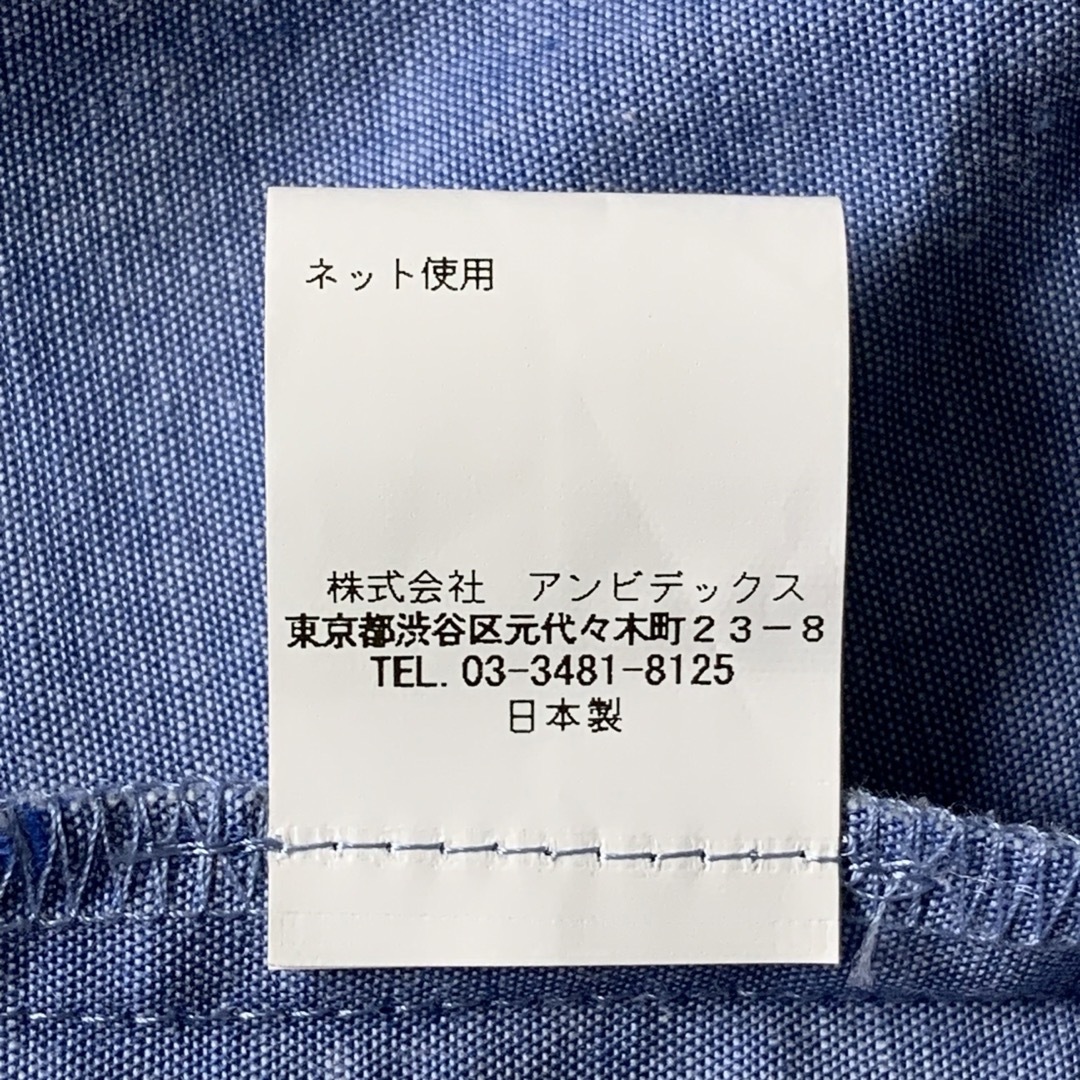 ネット使用
株式会社　アンビデックス
東京都渋谷区元代々木町２３－８
TEL. 03-3481-8125
日本製